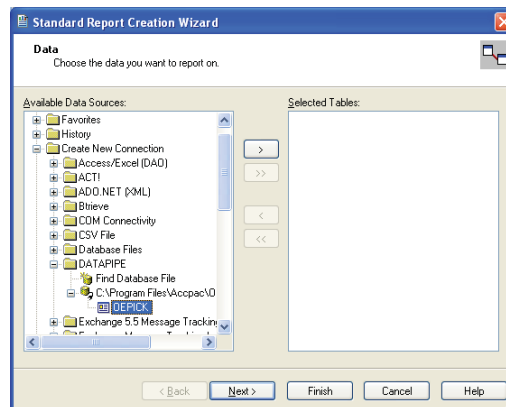 Standard Report Creation Wizard
Data
Choose the data you want to report on.
Available Data Sources:
Selected Tables:
Favorites
History
Create New Connection
Access/Excel (DAO)
ACT!
ADO.NET (XML)
Btrieve
COM Connectivity
CSV File
Database Files
DATAPIPE
Find Database File
C:\Program Files\Accpac\O
OEPICK
Exchange 5.5 Message Trackin
>
>>
<
<<
< Back
Next >
Finish
Cancel
Help